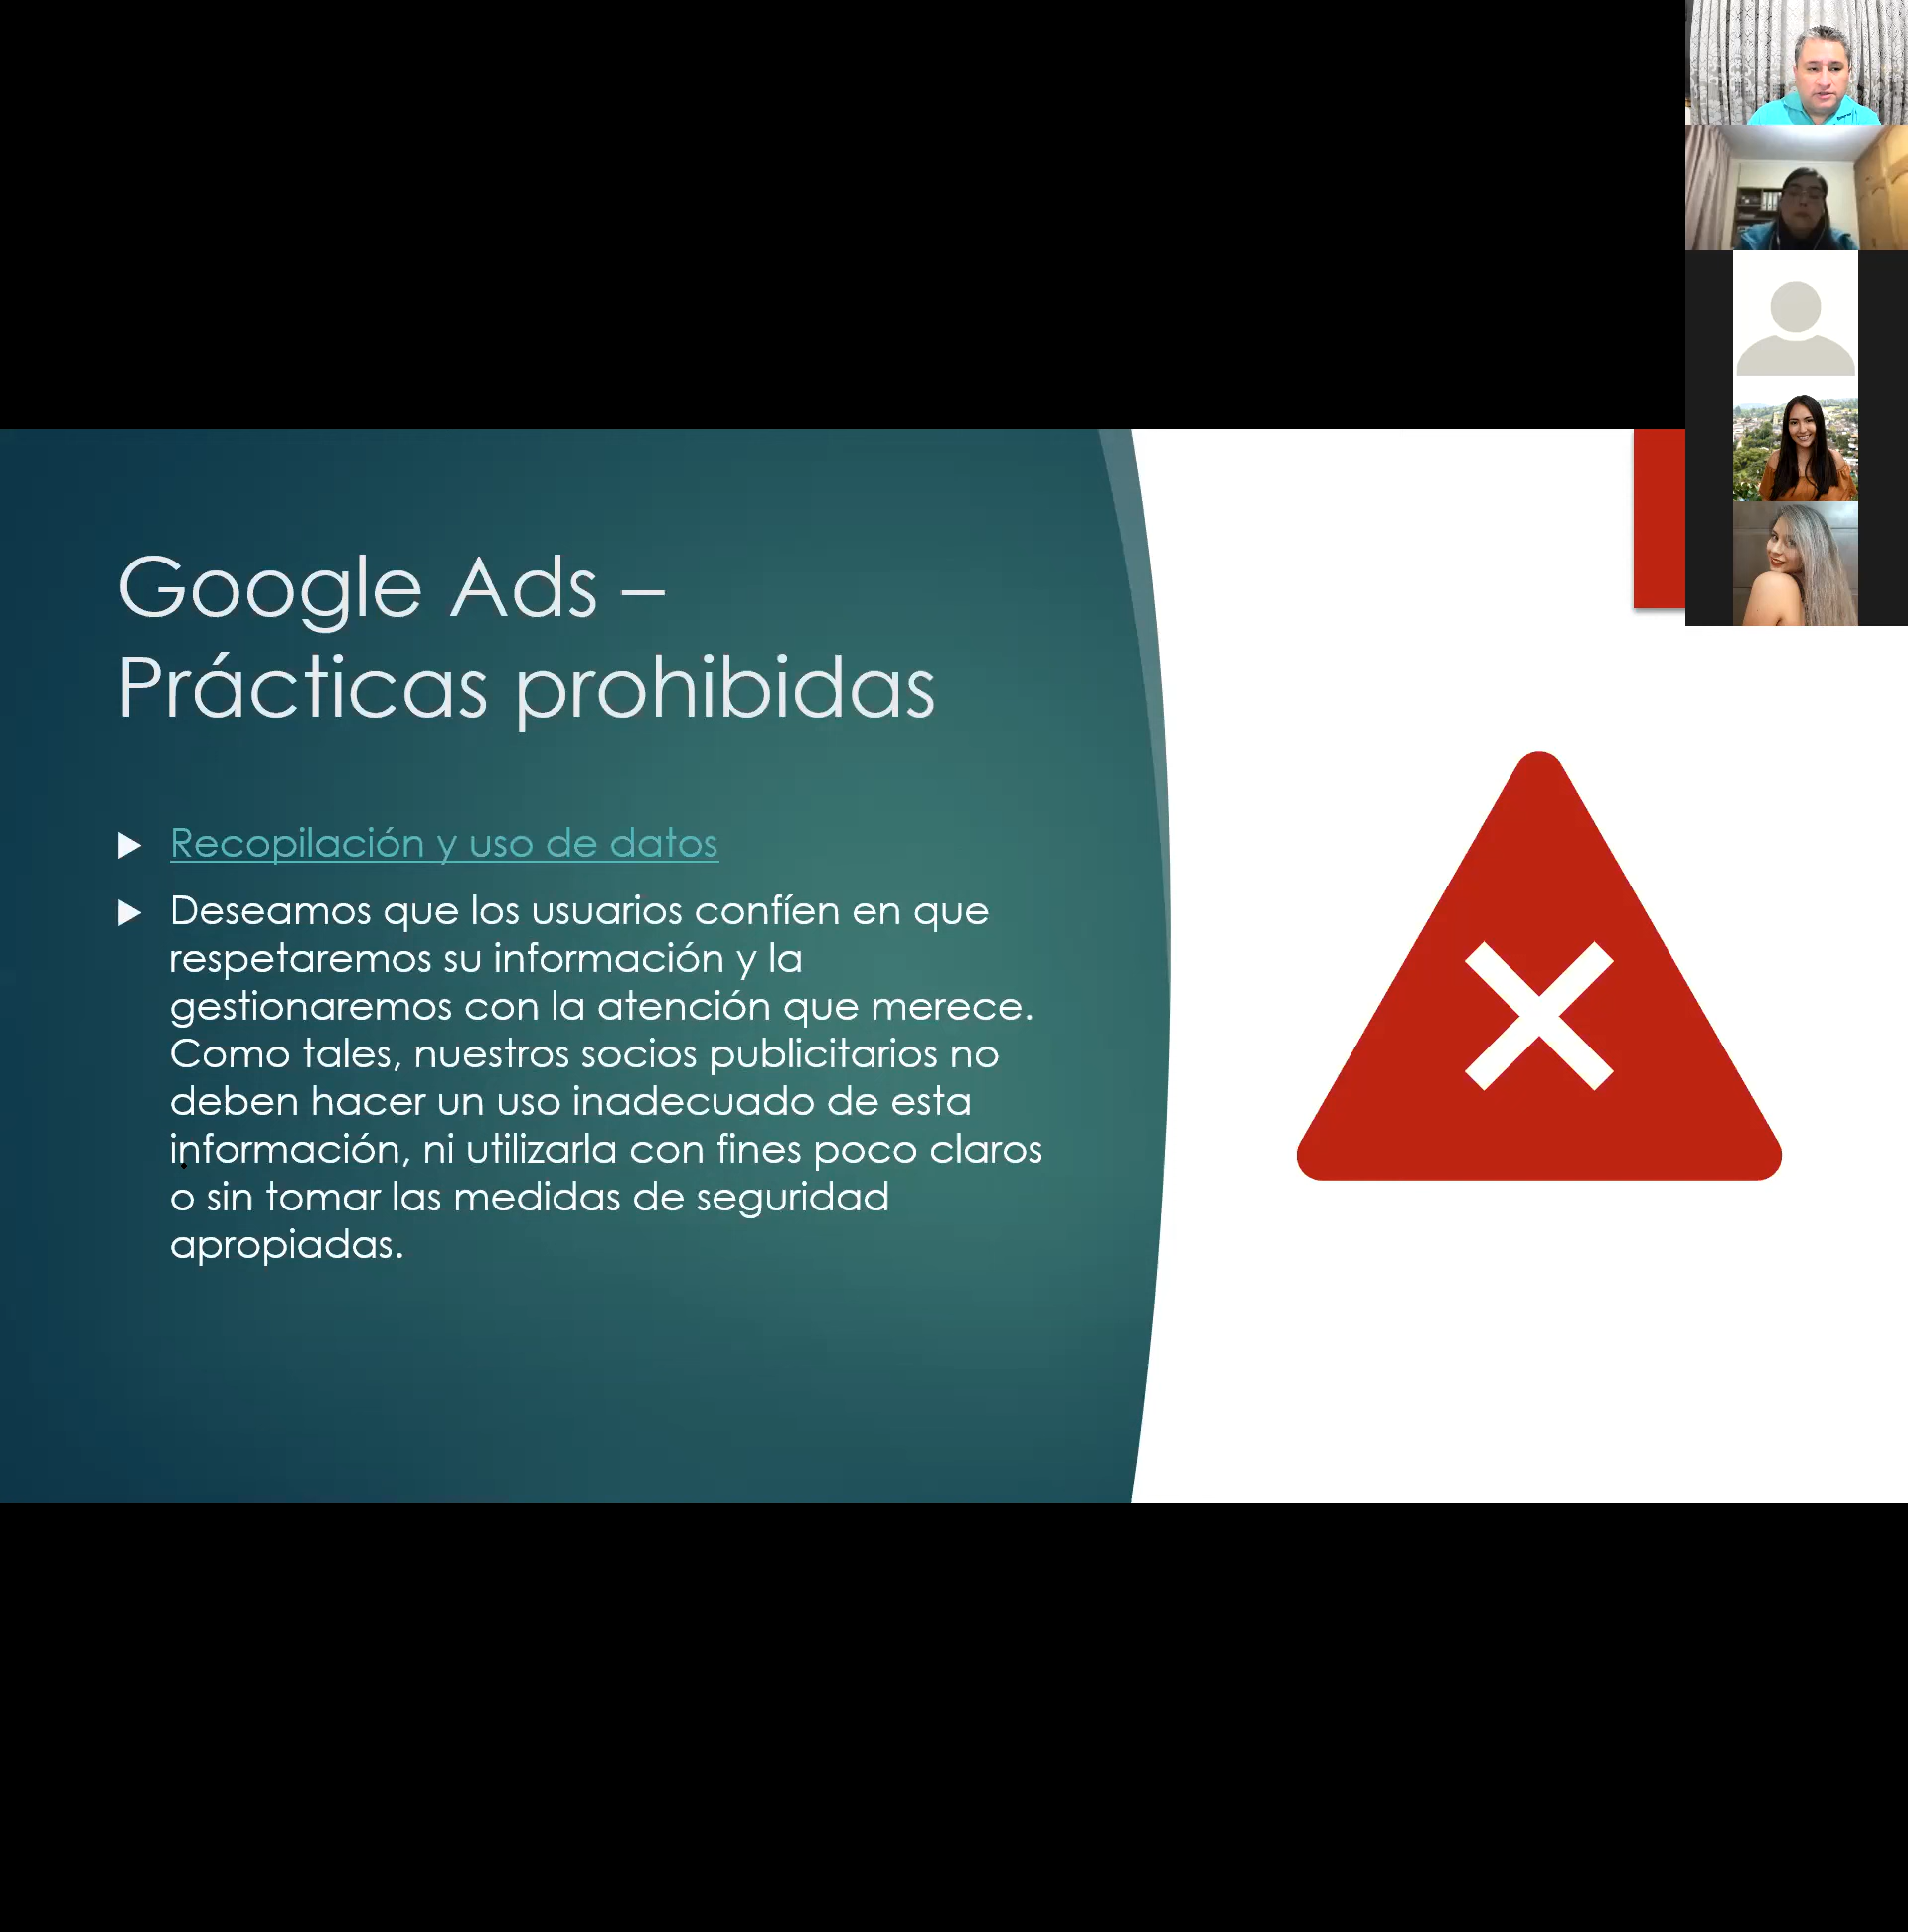 Google Ads –
Prácticas prohibidas
Recopilación y uso de datos
Deseamos que los usuarios confíen en que
respetaremos su información y la
gestionaremos con la atención que merece.
Como tales, nuestros socios publicitarios no
deben hacer un uso inadecuado de esta
información, ni utilizarla con fines poco claros
o sin tomar las medidas de seguridad
apropiadas.